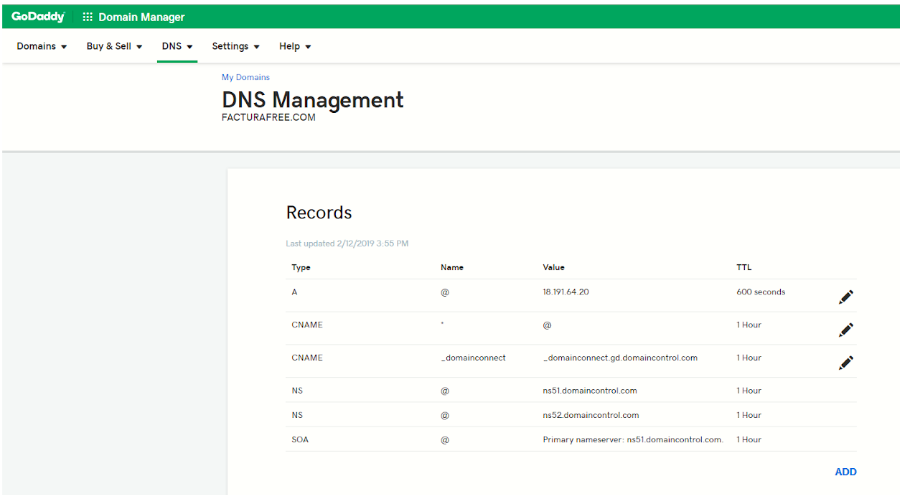 GoDaddy Domain Manager
Domains Buy & Sell DNS Settings Help
My Domains
DNS Management
FACTURAFREE.COM
Records
Last updated 2/12/2019 3:55 PM
Type Name Value TTL
A @ 18.191.64.20 600 seconds
CNAME * @ 1 Hour
CNAME _domainconnect _domainconnect.gd.domaincontrol.com 1 Hour
NS @ ns51.domaincontrol.com 1 Hour
NS @ ns52.domaincontrol.com 1 Hour
SOA @ Primary nameserver: ns51.domaincontrol.com. 1 Hour
ADD